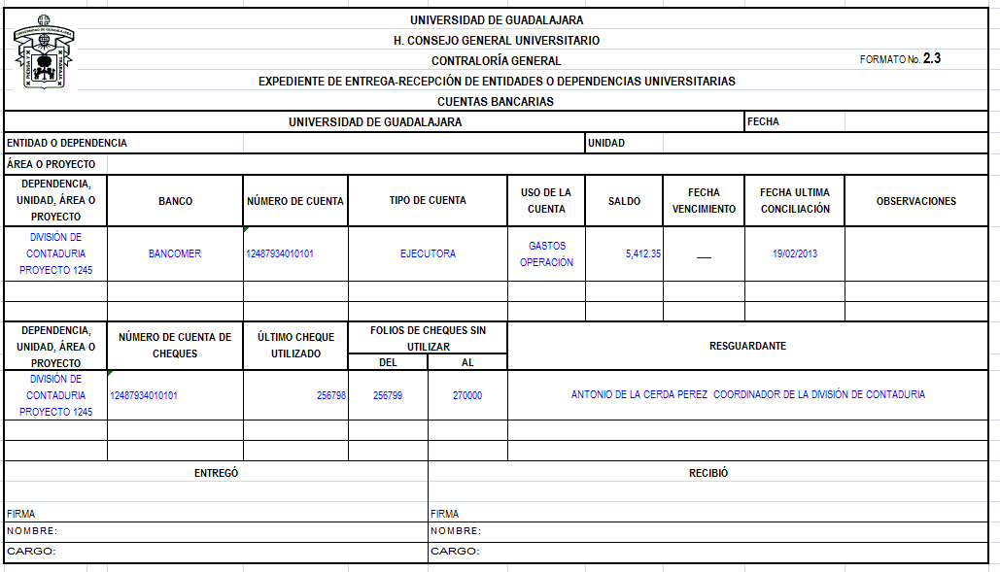 UNIVERSIDAD DE GUADALAJARA
H. CONSEJO GENERAL UNIVERSITARIO
CONTRALORÍA GENERAL
FORMATO No. 2.3
EXPEDIENTE DE ENTREGA-RECEPCIÓN DE ENTIDADES O DEPENDENCIAS UNIVERSITARIAS
CUENTAS BANCARIAS
UNIVERSIDAD DE GUADALAJARA
FECHA
ENTIDAD O DEPENDENCIA
UNIDAD
ÁREA O PROYECTO
DEPENDENCIA,
UNIDAD, ÁREA O
PROYECTO
BANCO
NÚMERO DE CUENTA
TIPO DE CUENTA
USO DE LA
CUENTA
SALDO
FECHA
VENCIMIENTO
FECHA ULTIMA
CONCILIACIÓN
OBSERVACIONES
DIVISIÓN DE
CONTADURIA
PROYECTO 1245
BANCOMER
12487934010101
EJECUTORA
GASTOS
OPERACIÓN
5,412.35
__
19/02/2013
DEPENDENCIA,
UNIDAD, ÁREA O
PROYECTO
NÚMERO DE CUENTA DE
CHEQUES
ÚLTIMO CHEQUE
UTILIZADO
FOLIOS DE CHEQUES SIN
UTILIZAR
DEL
AL
RESGUARDANTE
DIVISIÓN DE
CONTADURIA
PROYECTO 1245
12487934010101
256798
256799
270000
ANTONIO DE LA CERDA PEREZ COORDINADOR DE LA DIVISIÓN DE CONTADURIA
ENTREGÓ
RECIBIÓ
FIRMA
FIRMA
NOMBRE:
NOMBRE:
CARGO:
CARGO: